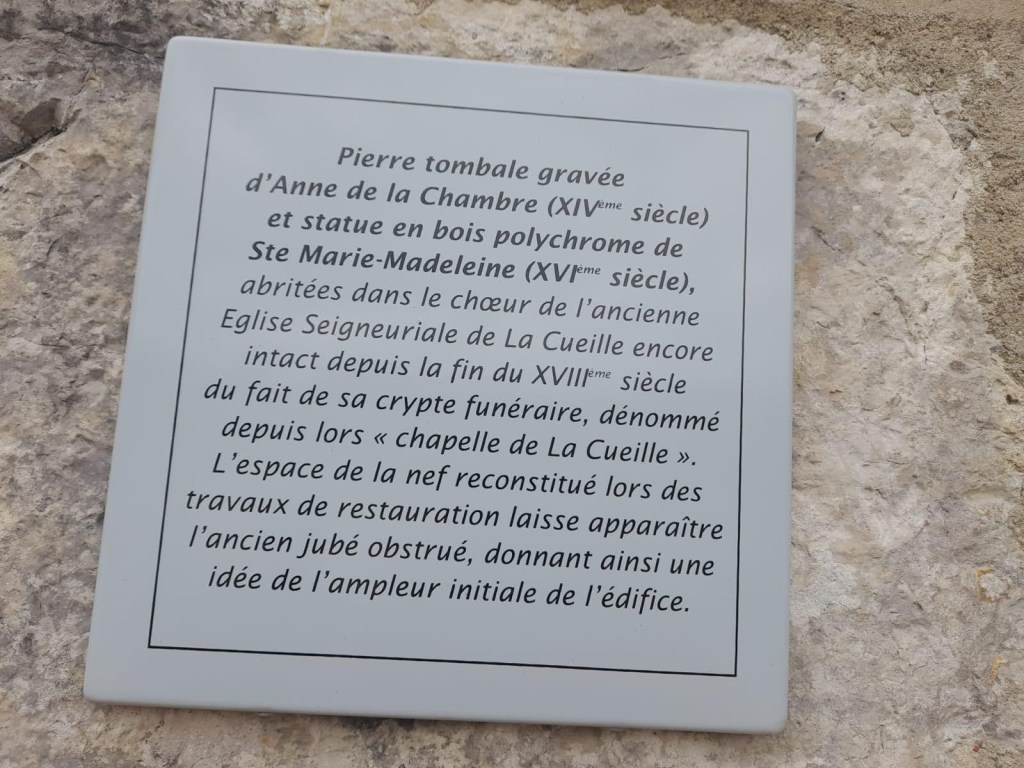 Pierre tombale gravée
d'Anne de la Chambre (XIVème siècle)
et statue en bois polychrome de
Ste Marie-Madeleine (XVIème siècle),
abritées dans le chœur de l'ancienne
Eglise Seigneuriale de La Cueille encore
intact depuis la fin du XVIIIème siècle
du fait de sa crypte funéraire, dénommé
depuis lors « chapelle de La Cueille ».
L'espace de la nef reconstitué lors des
travaux de restauration laisse apparaître
l'ancien jubé obstrué, donnant ainsi une
idée de l'ampleur initiale de l'édifice.